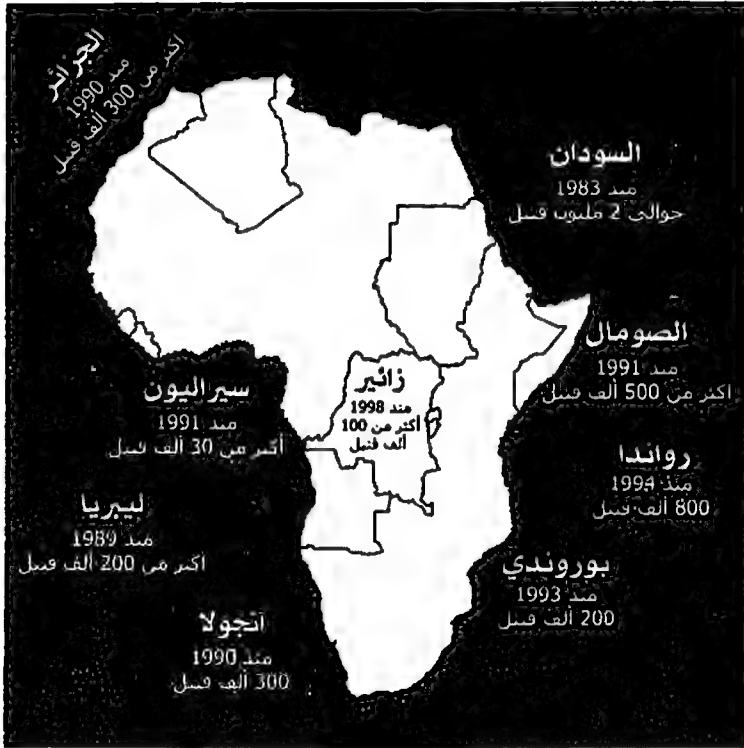 الجزائر
منذ 1990
اكثر من 300 ألف قتيل
السودان
منذ 1983
حوالى 2 مليون قتيل
الصومال
منذ 1991
اكثر من 500 ألف قتيل
زائير
منذ 1998
أكثر من 100
ألف قتيل
سيراليون
منذ 1991
أكثر من 30 ألف قتيل
رواندا
منذ 1994
800 ألف قتيل
ليبريا
منذ 1989
اكثر من 200 ألف قتيل
بوروندي
منذ 1993
200 ألف قتيل
انجولا
منذ 1990
300 ألف قتيل